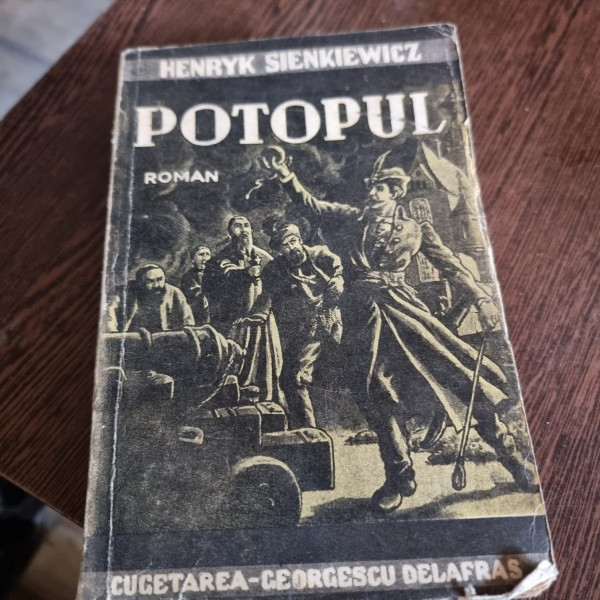 HENRYK SIENKIEWICZ
POTOPUL
ROMAN
CUGETAREA-GEORGESCU DELAFRAS